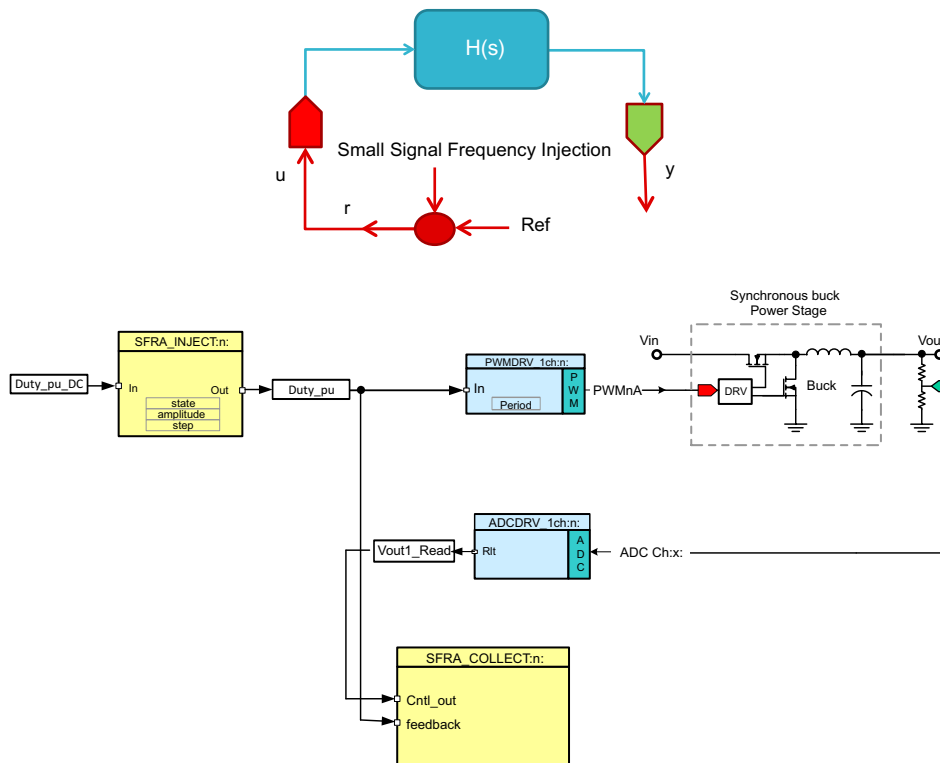 H(s)
Small Signal Frequency Injection
u
y
r
Ref
Synchronous buck
Power Stage
SFRA_INJECT:n:
PWMDRV_1ch:n:
Vin
Vou
Duty_pu_DC
In
Out
Duty_pu
In
P
W
M
PWMnA
DRV
Buck
Period
state
amplitude
step
ADCDRV_1ch:n:
Vout1_Read
Rlt
A
D
C
ADC Ch:x:
SFRA_COLLECT:n:
Cntl_out
feedback